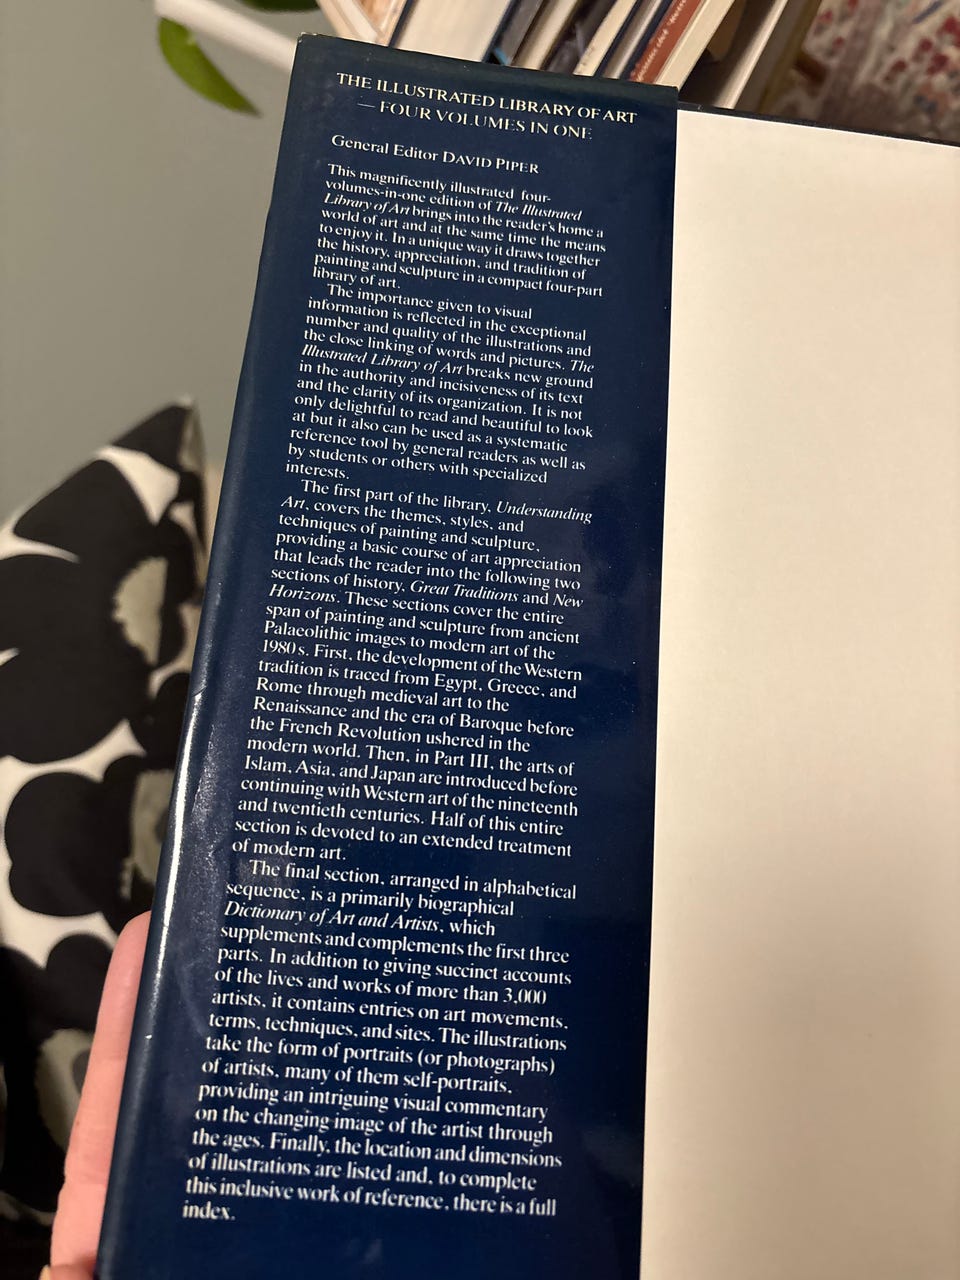 THE ILLUSTRATED LIBRARY OF ART
— FOUR VOLUMES IN ONE
General Editor DAVID PIPER
This magnificently illustrated four-
volumes-in-one edition of The Illustrated
Library of Art brings into the reader's home a
world of art and at the same time the means
to enjoy it. In a unique way it draws together
the history, appreciation, and tradition of
painting and sculpture in a compact four-part
library of art.
The importance given to visual
information is reflected in the exceptional
number and quality of the illustrations and
the close linking of words and pictures. The
Illustrated Library of Art breaks new ground
in the authority and incisiveness of its text
and the clarity of its organization. It is not
only delightful to read and beautiful to look
at but it also can be used as a systematic
reference tool by general readers as well as
by students or others with specialized
interests.
The first part of the library, Understanding
Art, covers the themes, styles, and
techniques of painting and sculpture,
providing a basic course of art appreciation
that leads the reader into the following two
sections of history, Great Traditions and New
Horizons. These sections cover the entire
span of painting and sculpture from ancient
Palaeolithic images to modern art of the
1980s. First, the development of the Western
tradition is traced from Egypt, Greece, and
Rome through medieval art to the
Renaissance and the era of Baroque before
the French Revolution ushered in the
modern world. Then, in Part III, the arts of
Islam, Asia, and Japan are introduced before
continuing with Western art of the nineteenth
and twentieth centuries. Half of this entire
section is devoted to an extended treatment
of modern art.
The final section, arranged in alphabetical
sequence, is a primarily biographical
Dictionary of Art and Artists, which
supplements and complements the first three
parts. In addition to giving succinct accounts
of the lives and works of more than 3,000
artists, it contains entries on art movements,
terms, techniques, and sites. The illustrations
take the form of portraits (or photographs)
of artists, many of them self-portraits,
providing an intriguing visual commentary
on the changing image of the artist through
the ages. Finally, the location and dimensions
of illustrations are listed and, to complete
this inclusive work of reference, there is a full
index.